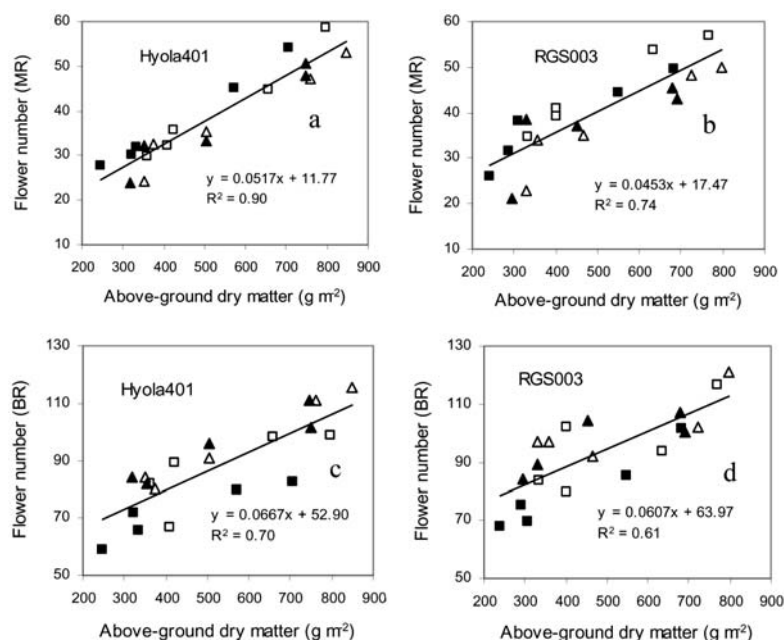 Flower number (MR)
60
50
40
30
20
10
Hyola401
a
y = 0.0517x + 11.77
R² = 0.90
200 300 400 500 600 700 800 900
Above-ground dry matter (g m⁻²)
Flower number (MR)
60
50
40
30
20
10
RGS003
b
y = 0.0453x + 17.47
R² = 0.74
200 300 400 500 600 700 800 900
Above-ground dry matter (g m⁻²)
Flower number (BR)
130
110
90
70
50
Hyola401
c
y = 0.0667x + 52.90
R² = 0.70
200 300 400 500 600 700 800 900
Above-ground dry matter (g m⁻²)
Flower number (BR)
130
110
90
70
50
RGS003
d
y = 0.0607x + 63.97
R² = 0.61
200 300 400 500 600 700 800 900
Above-ground dry matter (g m⁻²)